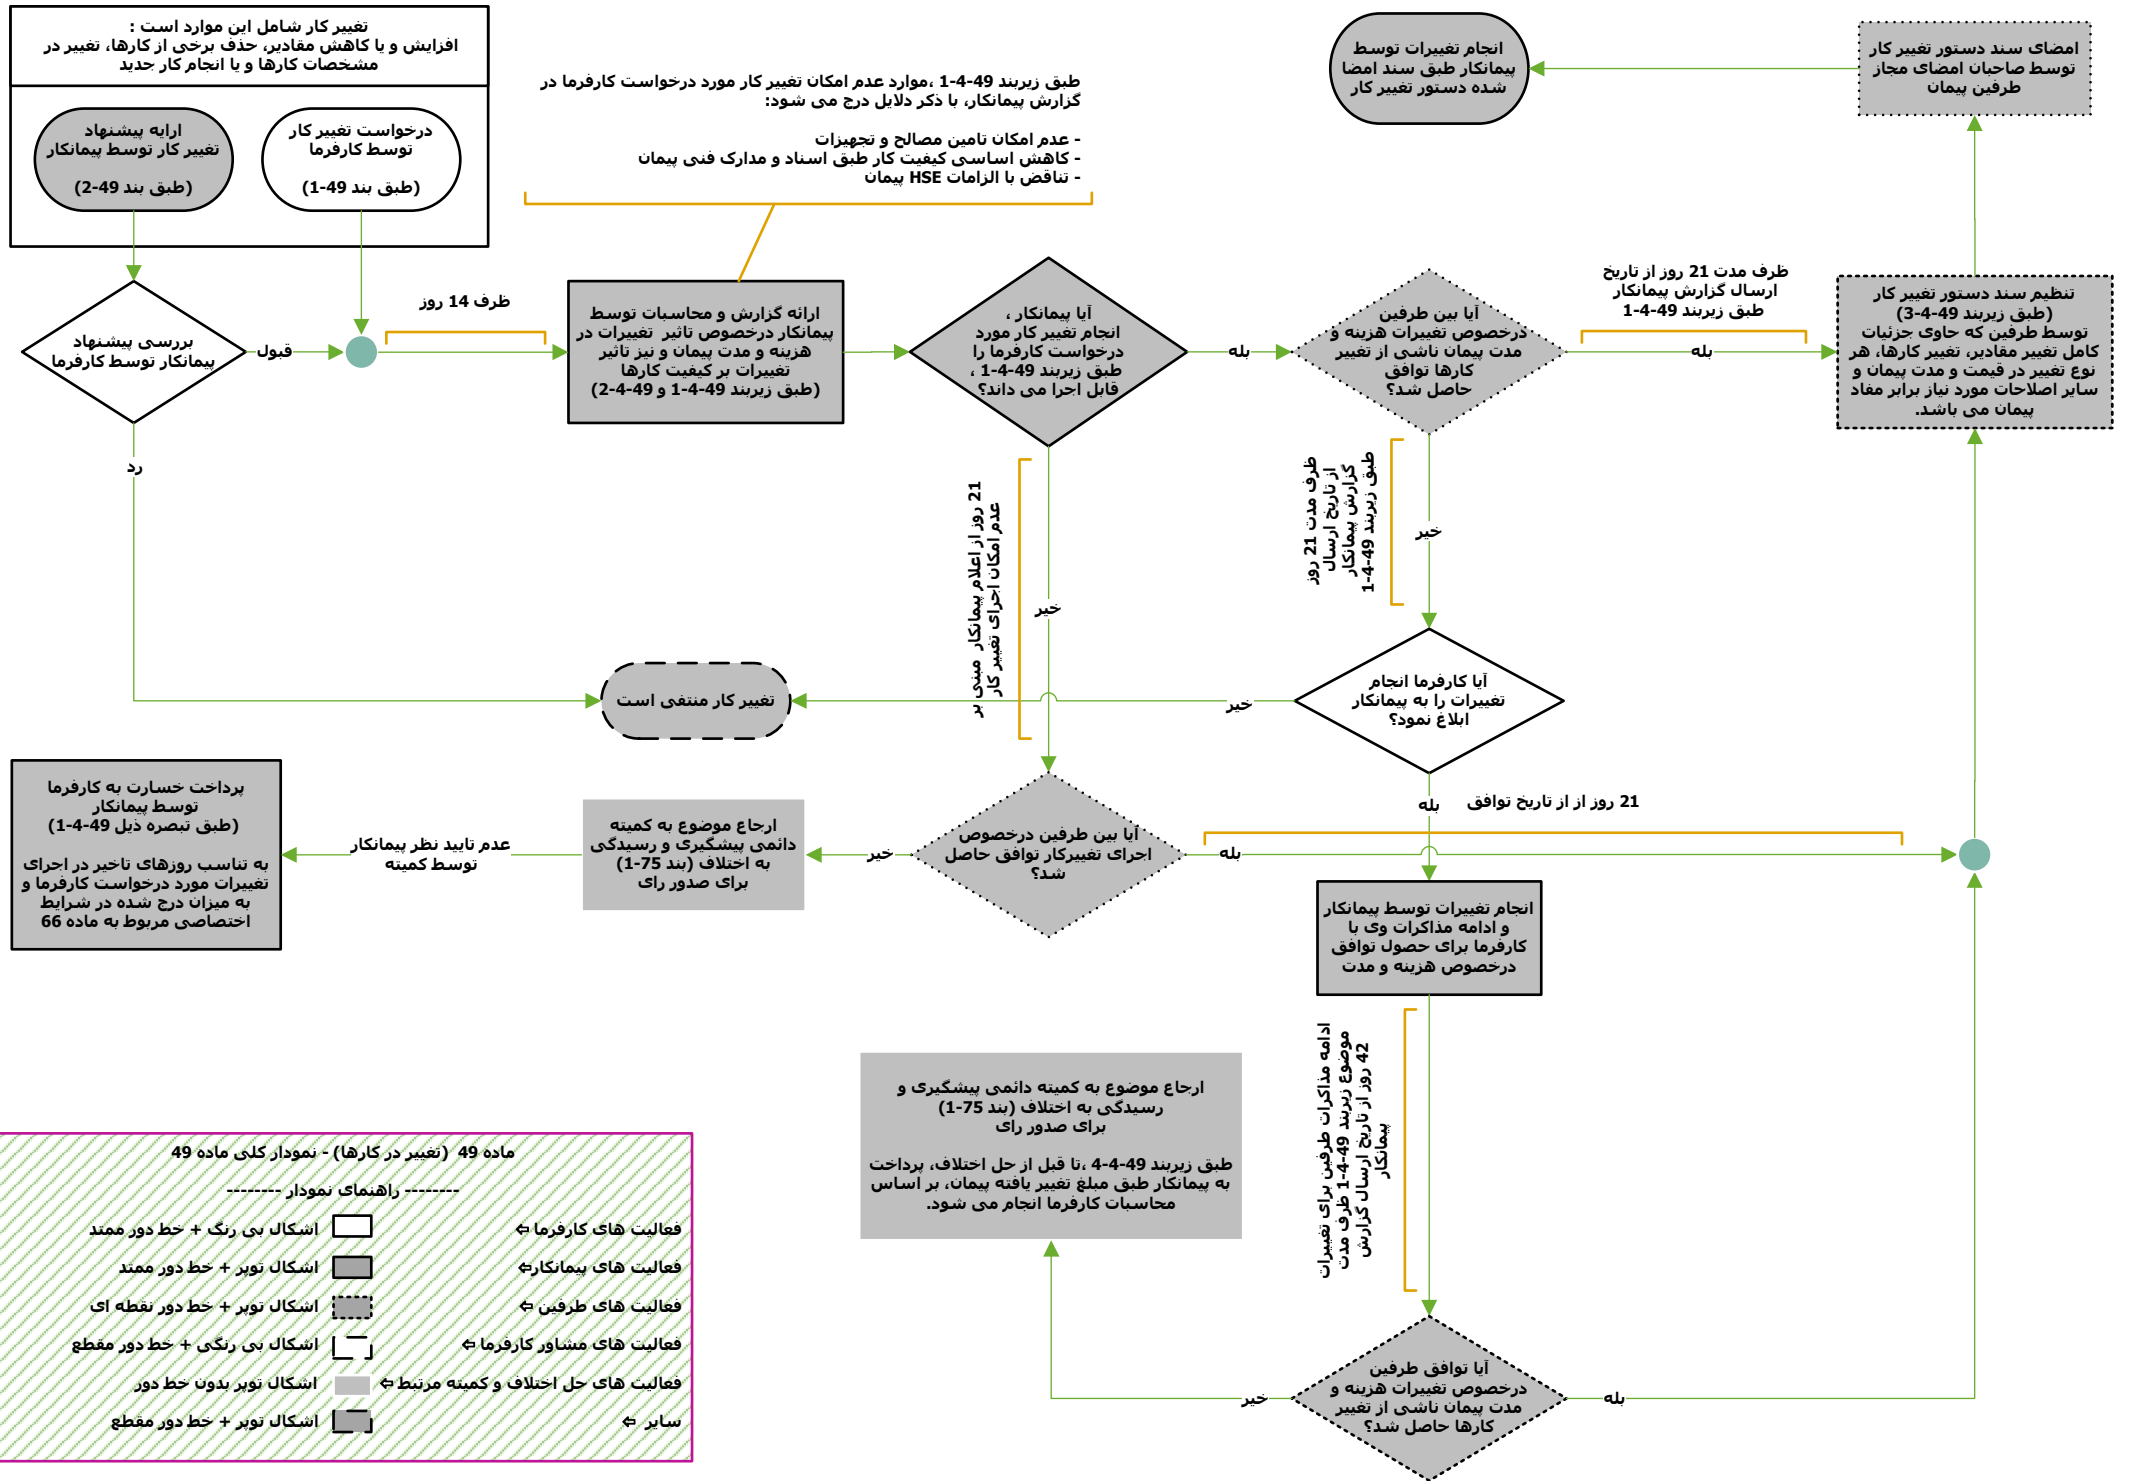 تغییر کار شامل این موارد است :
افزایش و یا کاهش مقادیر، حذف برخی از کارها، تغییر در
مشخصات کارها و یا انجام کار جدید
درخواست تغییر کار
توسط کارفرما
(طبق بند 49-1)
ارایه پیشنهاد
تغییر کار توسط پیمانکار
(طبق بند 49-2)
طبق زیربند 49-4-1 ،موارد عدم امکان تغییر کار مورد درخواست کارفرما در
گزارش پیمانکار، با ذکر دلایل درج می شود:
- عدم امکان تامین مصالح و تجهیزات
- کاهش اساسی کیفیت کار طبق اسناد و مدارک فنی پیمان
- تناقض با الزامات HSE پیمان
انجام تغییرات توسط
پیمانکار طبق سند امضا
شده دستور تغییر کار
امضای سند دستور تغییر کار
توسط صاحبان امضای مجاز
طرفین پیمان
بررسی پیشنهاد
پیمانکار توسط کارفرما
قبول
رد
ظرف 14 روز
ارائه گزارش و محاسبات توسط
پیمانکار درخصوص تاثیر تغییرات در
هزینه و مدت پیمان و نیز تاثیر
تغییرات بر کیفیت کارها
(طبق زیربند 49-4-1 و 49-4-2)
آیا پیمانکار ،
انجام تغییر کار مورد
درخواست کارفرما را
طبق زیربند 49-4-1 ،
قابل اجرا می داند؟
بله
آیا بین طرفین
درخصوص تغییرات هزینه و
مدت پیمان ناشی از تغییر
کارها توافق
حاصل شد؟
ظرف مدت 21 روز از تاریخ
ارسال گزارش پیمانکار
طبق زیربند 49-4-1
بله
تنظیم سند دستور تغییر کار
(طبق زیربند 49-4-3)
توسط طرفین که حاوی جزئیات
کامل تغییر مقادیر، تغییر کارها، هر
نوع تغییر در قیمت و مدت پیمان و
سایر اصلاحات مورد نیاز برابر مفاد
پیمان می باشد.
21 روز از اعلام پیمانکار مبنی بر
عدم امکان اجرای تغییر کار
خیر
ظرف مدت 21 روز
از تاریخ ارسال
گزارش پیمانکار
طبق زیربند 49-4-1
خیر
تغییر کار منتفی است
خیر
آیا کارفرما انجام
تغییرات را به پیمانکار
ابلاغ نمود؟
بله
21 روز از از تاریخ توافق
پرداخت خسارت به کارفرما
توسط پیمانکار
(طبق تبصره ذیل 49-4-1)
به تناسب روزهای تاخیر در اجرای
تغییرات مورد درخواست کارفرما و
به میزان درج شده در شرایط
اختصاصی مربوط به ماده 66
عدم تایید نظر پیمانکار
توسط کمیته
ارجاع موضوع به کمیته
دائمی پیشگیری و رسیدگی
به اختلاف (بند 75-1)
برای صدور رای
خیر
آیا بین طرفین درخصوص
اجرای تغییرکار توافق حاصل
شد؟
بله
انجام تغییرات توسط پیمانکار
و ادامه مذاکرات وی با
کارفرما برای حصول توافق
درخصوص هزینه و مدت
ادامه مذاکرات طرفین برای تغییرات
موضوع زیربند 49-4-1 ظرف مدت
42 روز از تاریخ ارسال گزارش
پیمانکار
ارجاع موضوع به کمیته دائمی پیشگیری و
رسیدگی به اختلاف (بند 75-1)
برای صدور رای
طبق زیربند 49-4-4 ،تا قبل از حل اختلاف، پرداخت
به پیمانکار طبق مبلغ تغییر یافته پیمان، بر اساس
محاسبات کارفرما انجام می شود.
خیر
آیا توافق طرفین
درخصوص تغییرات هزینه و
مدت پیمان ناشی از تغییر
کارها حاصل شد؟
بله
ماده 49 (تغییر در کارها) - نمودار کلی ماده 49
-------- راهنمای نمودار --------
فعالیت های کارفرما ⇦ اشکال بی رنگ + خط دور ممتد
فعالیت های پیمانکار⇦ اشکال توپر + خط دور ممتد
فعالیت های طرفین ⇦ اشکال توپر + خط دور نقطه ای
فعالیت های مشاور کارفرما ⇦ اشکال بی رنگی + خط دور مقطع
فعالیت های حل اختلاف و کمیته مرتبط ⇦ اشکال توپر بدون خط دور
سایر ⇦ اشکال توپر + خط دور مقطع